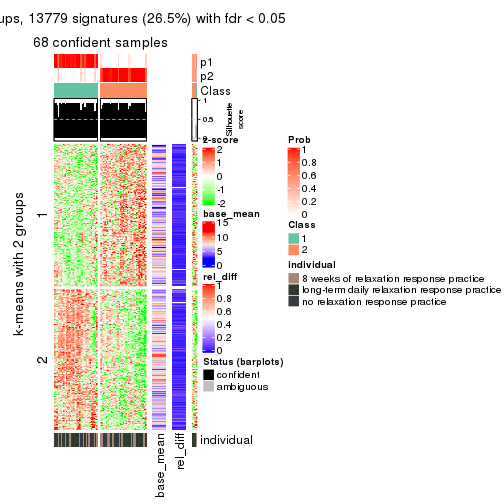 ups, 13779 signatures (26.5%) with fdr < 0.05
68 confident samples
p1
p2
Class
1
0.5
0
Silhouette
score
z-score
2
1
0
-1
-2
base_mean
15
10
5
0
rel_diff
1
0.8
0.6
0.4
0.2
0
Status (barplots)
confident
ambiguous
Prob
1
0.8
0.6
0.4
0.2
0
Class
1
2
individual
8 weeks of relaxation response practice
long-term daily relaxation response practice
no relaxation response practice
k-means with 2 groups
1
2
individual
base_mean
rel_diff